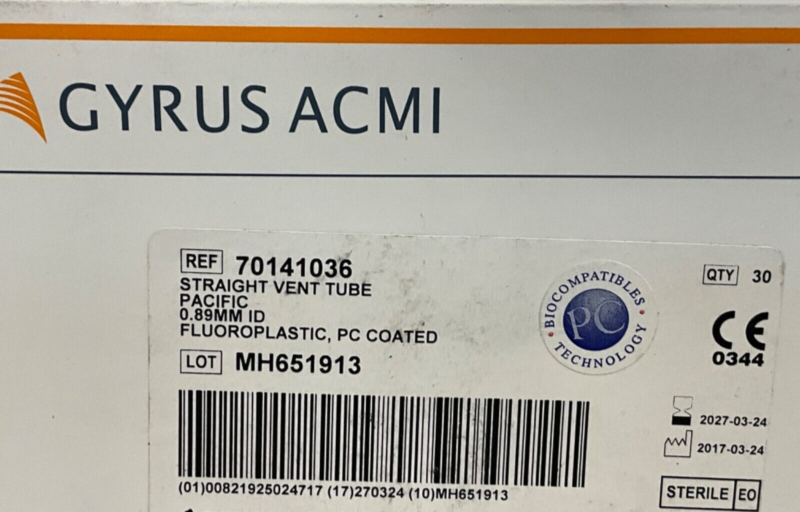 GYRUS ACMI
REF 70141036
STRAIGHT VENT TUBE
PACIFIC
0.89MM ID
FLUOROPLASTIC, PC COATED
LOT MH651913
(01)00821925024717 (17)270324 (10)MH651913
BIOCOMPATIBLES
PC
TECHNOLOGY
QTY 30
CE
0344
2027-03-24
2017-03-24
STERILE EO